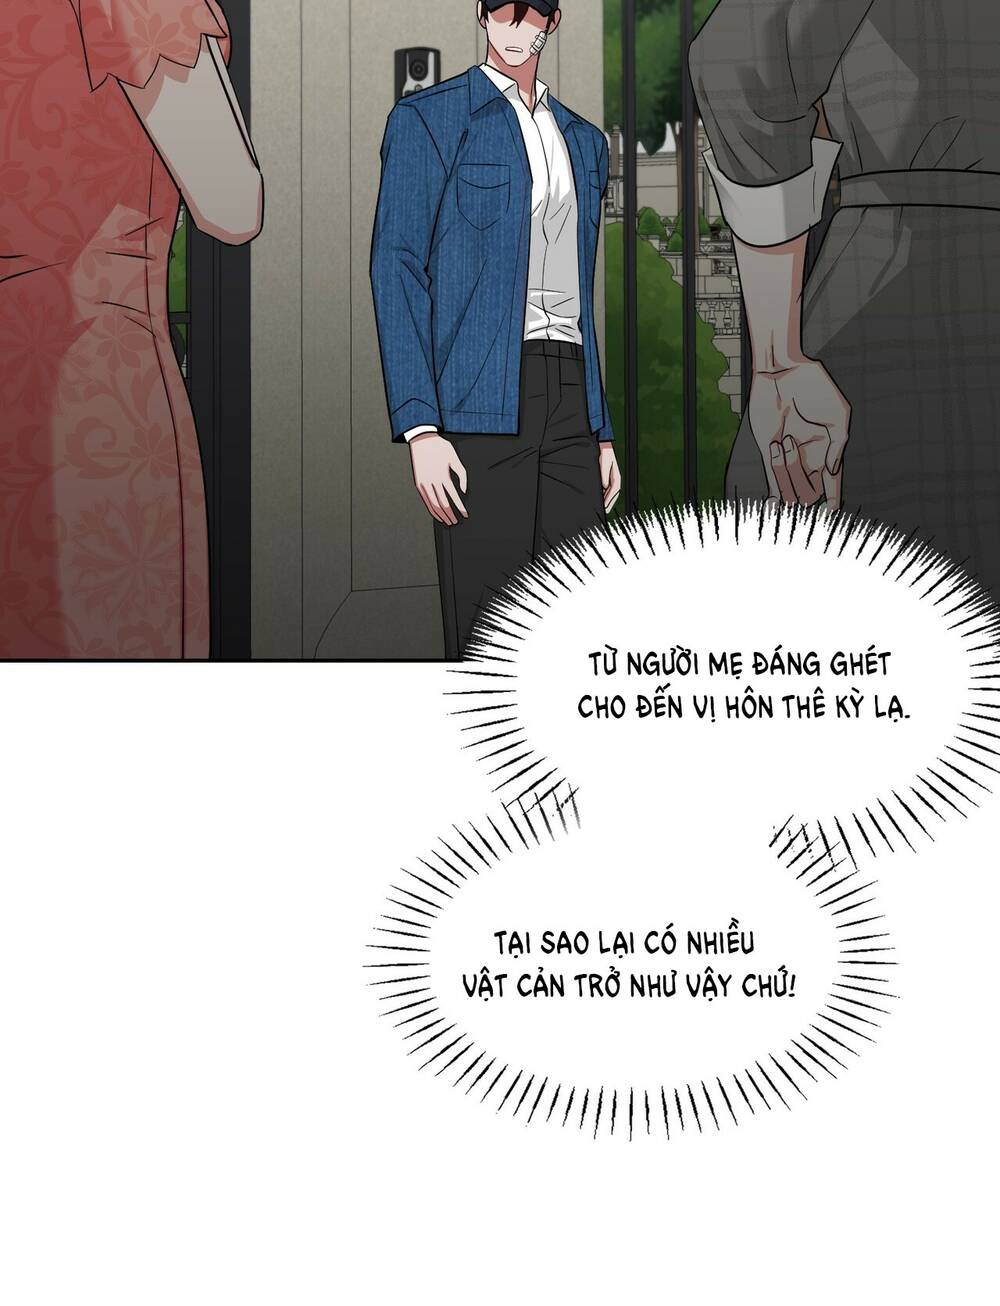 TỪ NGƯỜI MẸ ĐÁNG GHÉT
CHO ĐẾN VỊ HÔN THÊ KỲ LẠ.
TẠI SAO LẠI CÓ NHIỀU
VẬT CẢN TRỞ NHƯ VẬY CHỨ!